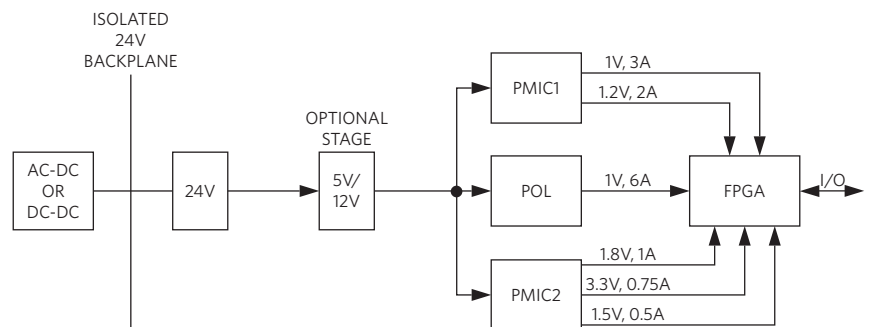 ISOLATED
24V
BACKPLANE
AC-DC
OR
DC-DC
24V
OPTIONAL
STAGE
5V/
12V
PMIC1
1V, 3A
1.2V, 2A
POL
1V, 6A
FPGA
I/O
PMIC2
1.8V, 1A
3.3V, 0.75A
1.5V, 0.5A